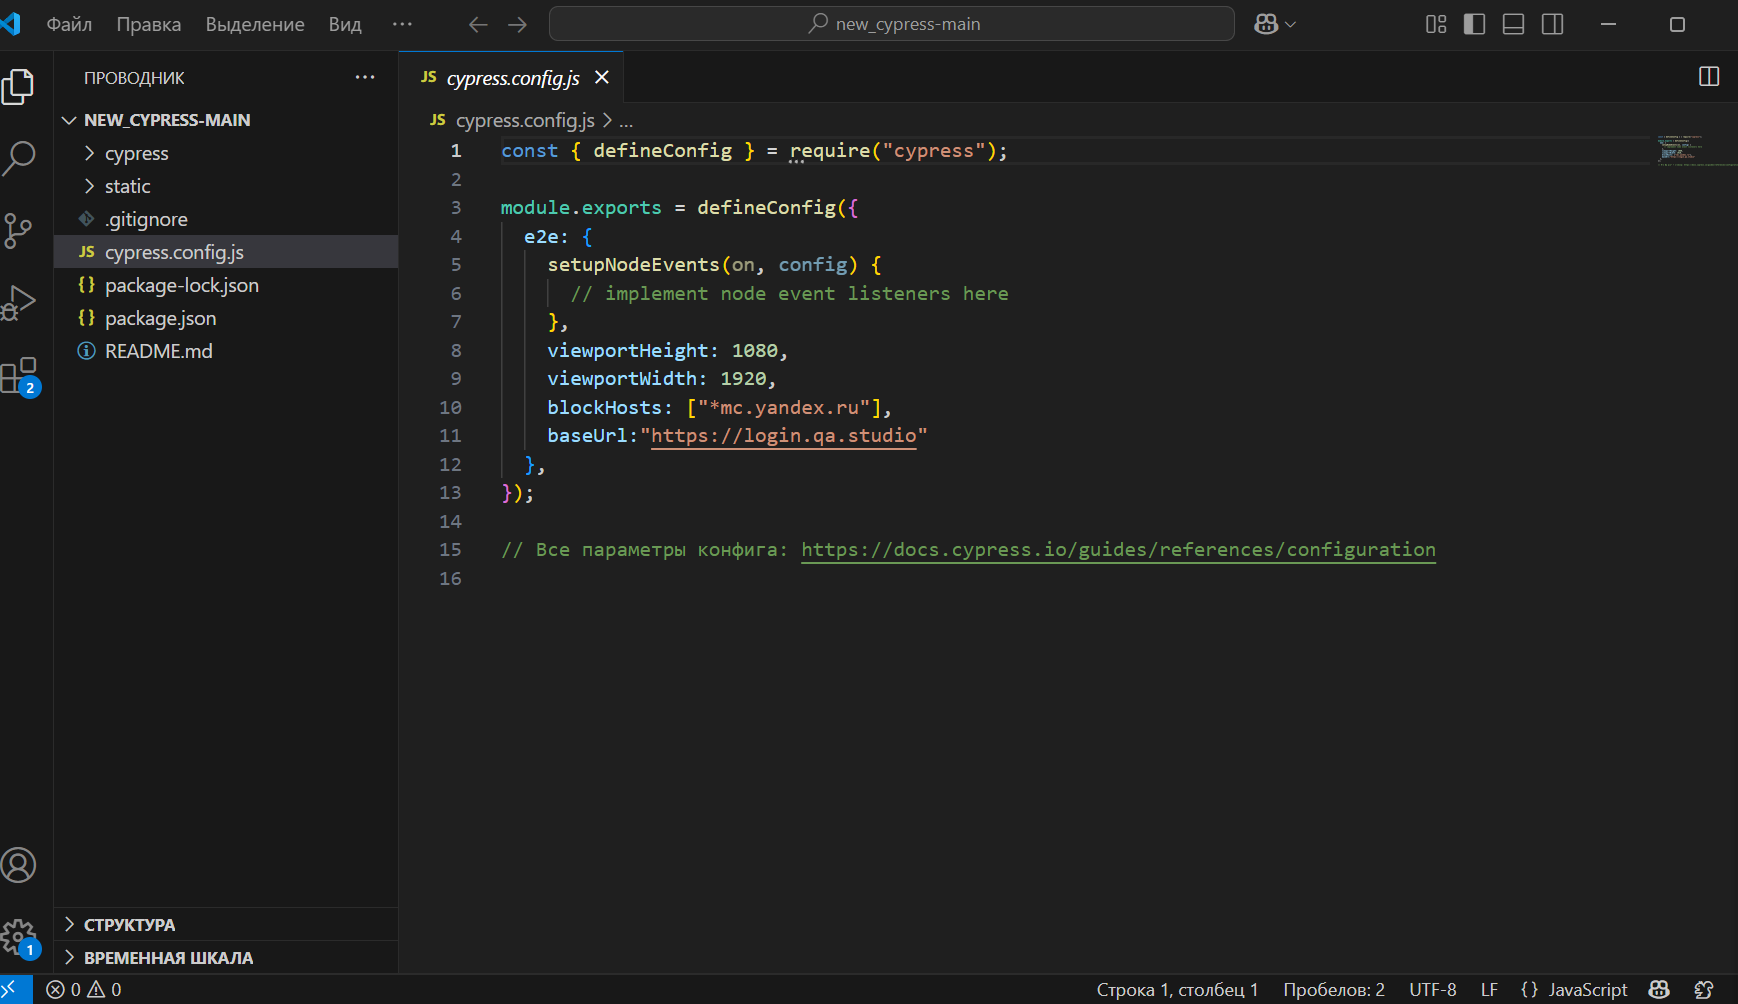 Файл Правка Выделение Вид ··· new_cypress-main
ПРОВОДНИК ···
NEW_CYPRESS-MAIN
cypress
static
.gitignore
JS cypress.config.js
{} package-lock.json
{} package.json
README.md
СТРУКТУРА
ВРЕМЕННАЯ ШКАЛА
2
1
JS cypress.config.js
JS cypress.config.js > ...
1 const { defineConfig } = require("cypress");
2
3 module.exports = defineConfig({
4 e2e: {
5 setupNodeEvents(on, config) {
6 // implement node event listeners here
7 },
8 viewportHeight: 1080,
9 viewportWidth: 1920,
10 blockHosts: ["*mc.yandex.ru"],
11 baseUrl:"https://login.qa.studio"
12 },
13 });
14
15 // Все параметры конфига: https://docs.cypress.io/guides/references/configuration
16
0 0 Строка 1, столбец 1 Пробелов: 2 UTF-8 LF {} JavaScript